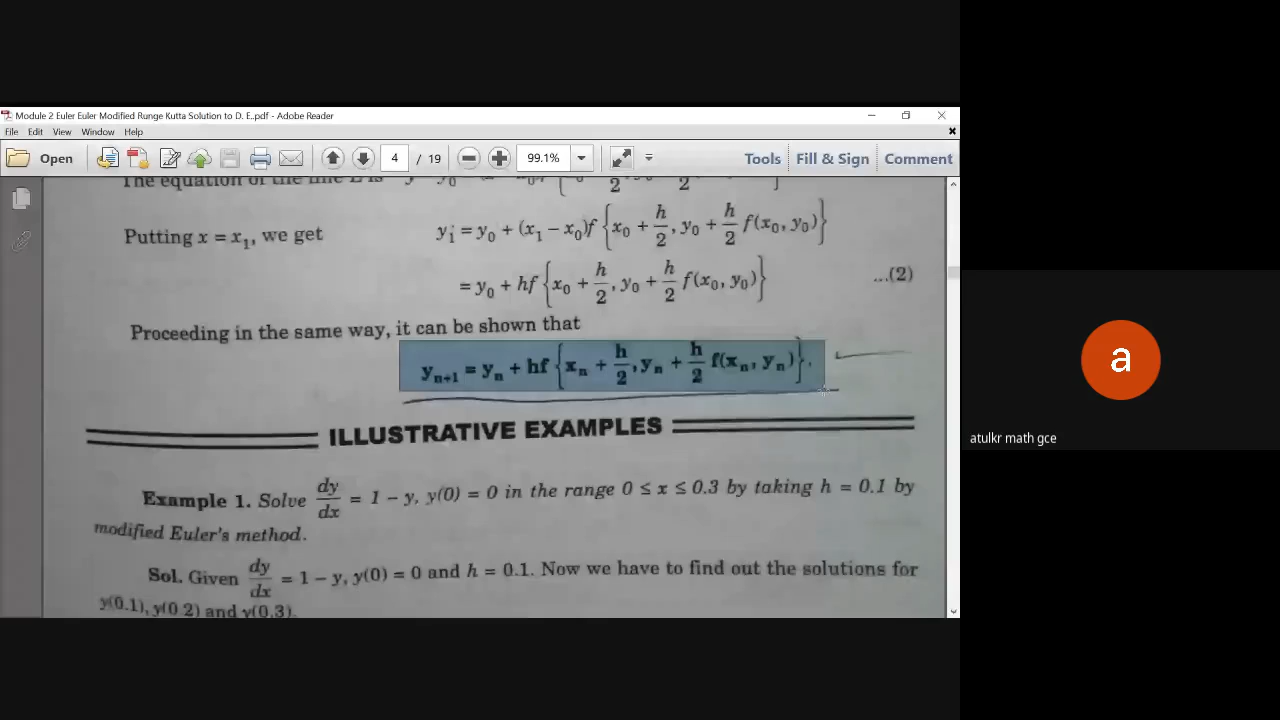 Module 2 Euler Euler Modified Runge Kutta Solution to D. E..pdf - Adobe Reader
File Edit View Window Help
Open 4 / 19 99.1% Tools Fill & Sign Comment
The equation of the line L is
Putting x = x₁, we get y₁ = y₀ + (x₁ − x₀)f {x₀ + h/2, y₀ + h/2 f(x₀, y₀)}
= y₀ + hf {x₀ + h/2, y₀ + h/2 f(x₀, y₀)} ...(2)
Proceeding in the same way, it can be shown that
yₙ₊₁ = yₙ + hf {xₙ + h/2, yₙ + h/2 f(xₙ, yₙ)}.
ILLUSTRATIVE EXAMPLES
Example 1. Solve dy/dx = 1 − y, y(0) = 0 in the range 0 ≤ x ≤ 0.3 by taking h = 0.1 by
modified Euler's method.
Sol. Given dy/dx = 1 − y, y(0) = 0 and h = 0.1. Now we have to find out the solutions for
y(0.1), y(0.2) and y(0.3).
a
atulkr math gce